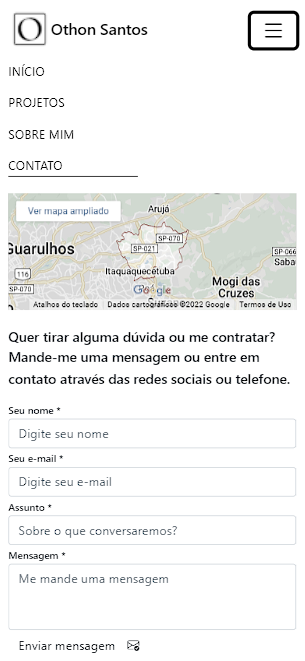 O Othon Santos
INÍCIO
PROJETOS
SOBRE MIM
CONTATO
Ver mapa ampliado
Arujá
SP-070
Guarulhos
SP-021
SP-066
116
Itaquaquecetuba
SP-070
Mogi das
Cruzes
Google
Atalhos do teclado Dados cartográficos ©2022 Google Termos de Uso
Quer tirar alguma dúvida ou me contratar?
Mande-me uma mensagem ou entre em
contato através das redes sociais ou telefone.
Seu nome *
Digite seu nome
Seu e-mail *
Digite seu e-mail
Assunto *
Sobre o que conversaremos?
Mensagem *
Me mande uma mensagem
Enviar mensagem